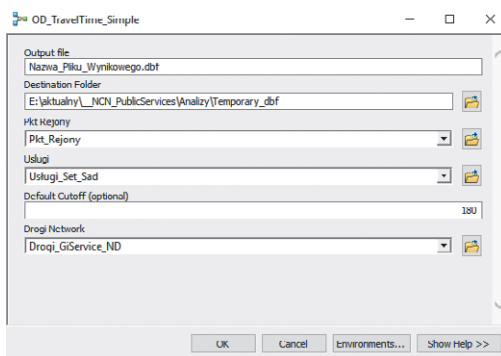 OD_TravelTime_Simple
Output file
Nazwa_Pliku_Wynikowego.dbf
Destination Folder
E:\aktualny\__NCN_PublicServices\Analizy\Temporary_dbf
Pkt Rejony
Pkt_Rejony
Uslugi
Usługi_Set_Sad
Default Cutoff (optional)
180
Drogi Network
Drogi_GiService_ND
OK Cancel Environments... Show Help >>